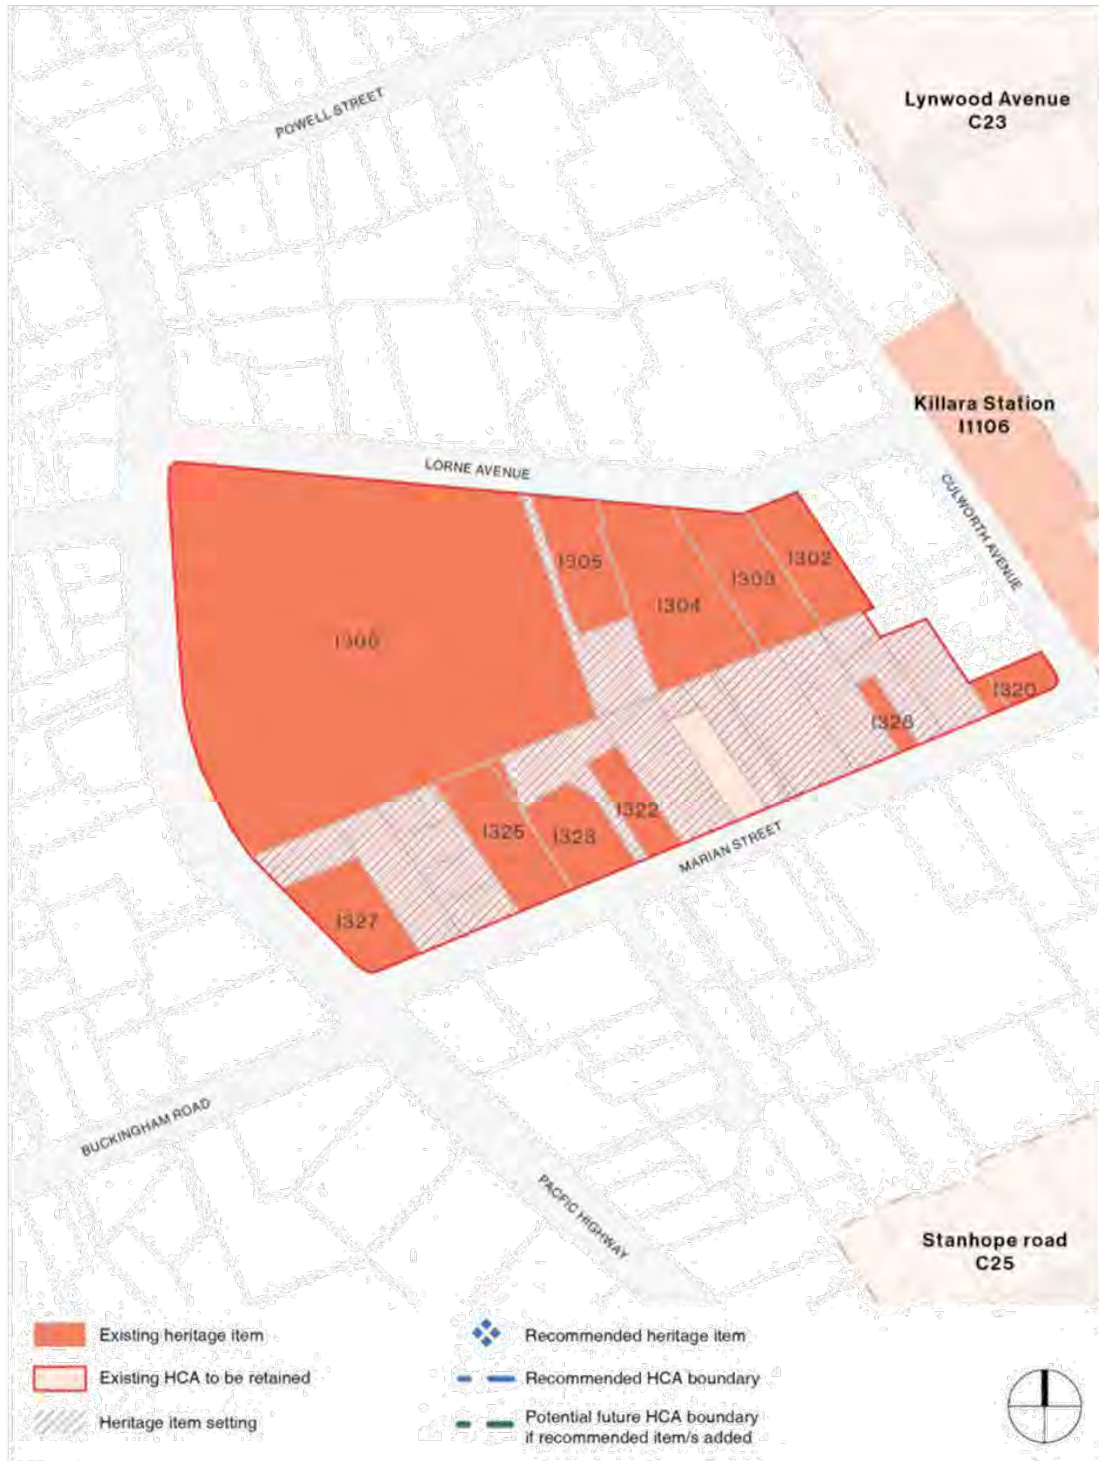 POWELL STREET
Lynwood Avenue
C23
Killara Station
I1106
LORNE AVENUE
CULWORTH AVENUE
I305
I302
I303
I304
I306
I320
I328
I322
I325
I323
MARIAN STREET
I327
BUCKINGHAM ROAD
PACIFIC HIGHWAY
Stanhope road
C25
Existing heritage item
Recommended heritage item
Existing HCA to be retained
Recommended HCA boundary
Heritage item setting
Potential future HCA boundary
if recommended item/s added